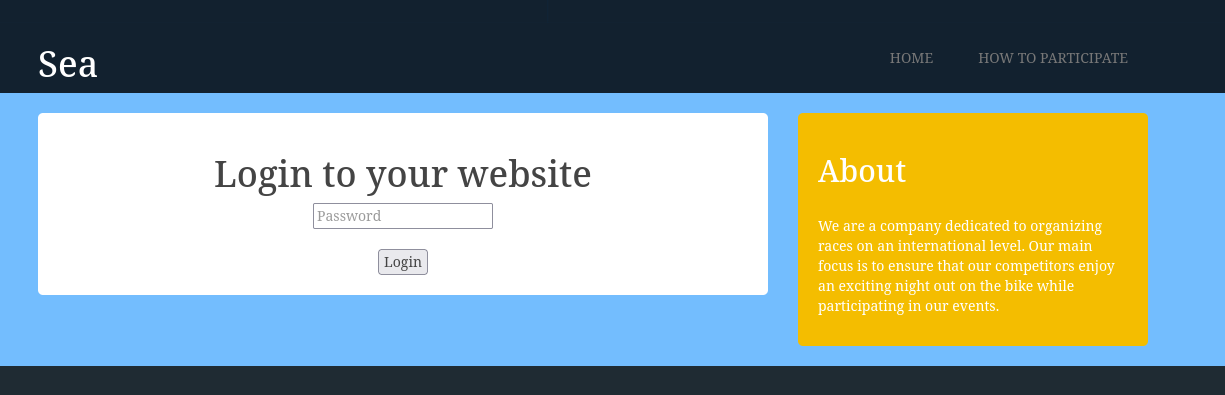 Sea
HOME
HOW TO PARTICIPATE
Login to your website
Password
Login
About
We are a company dedicated to organizing
races on an international level. Our main
focus is to ensure that our competitors enjoy
an exciting night out on the bike while
participating in our events.